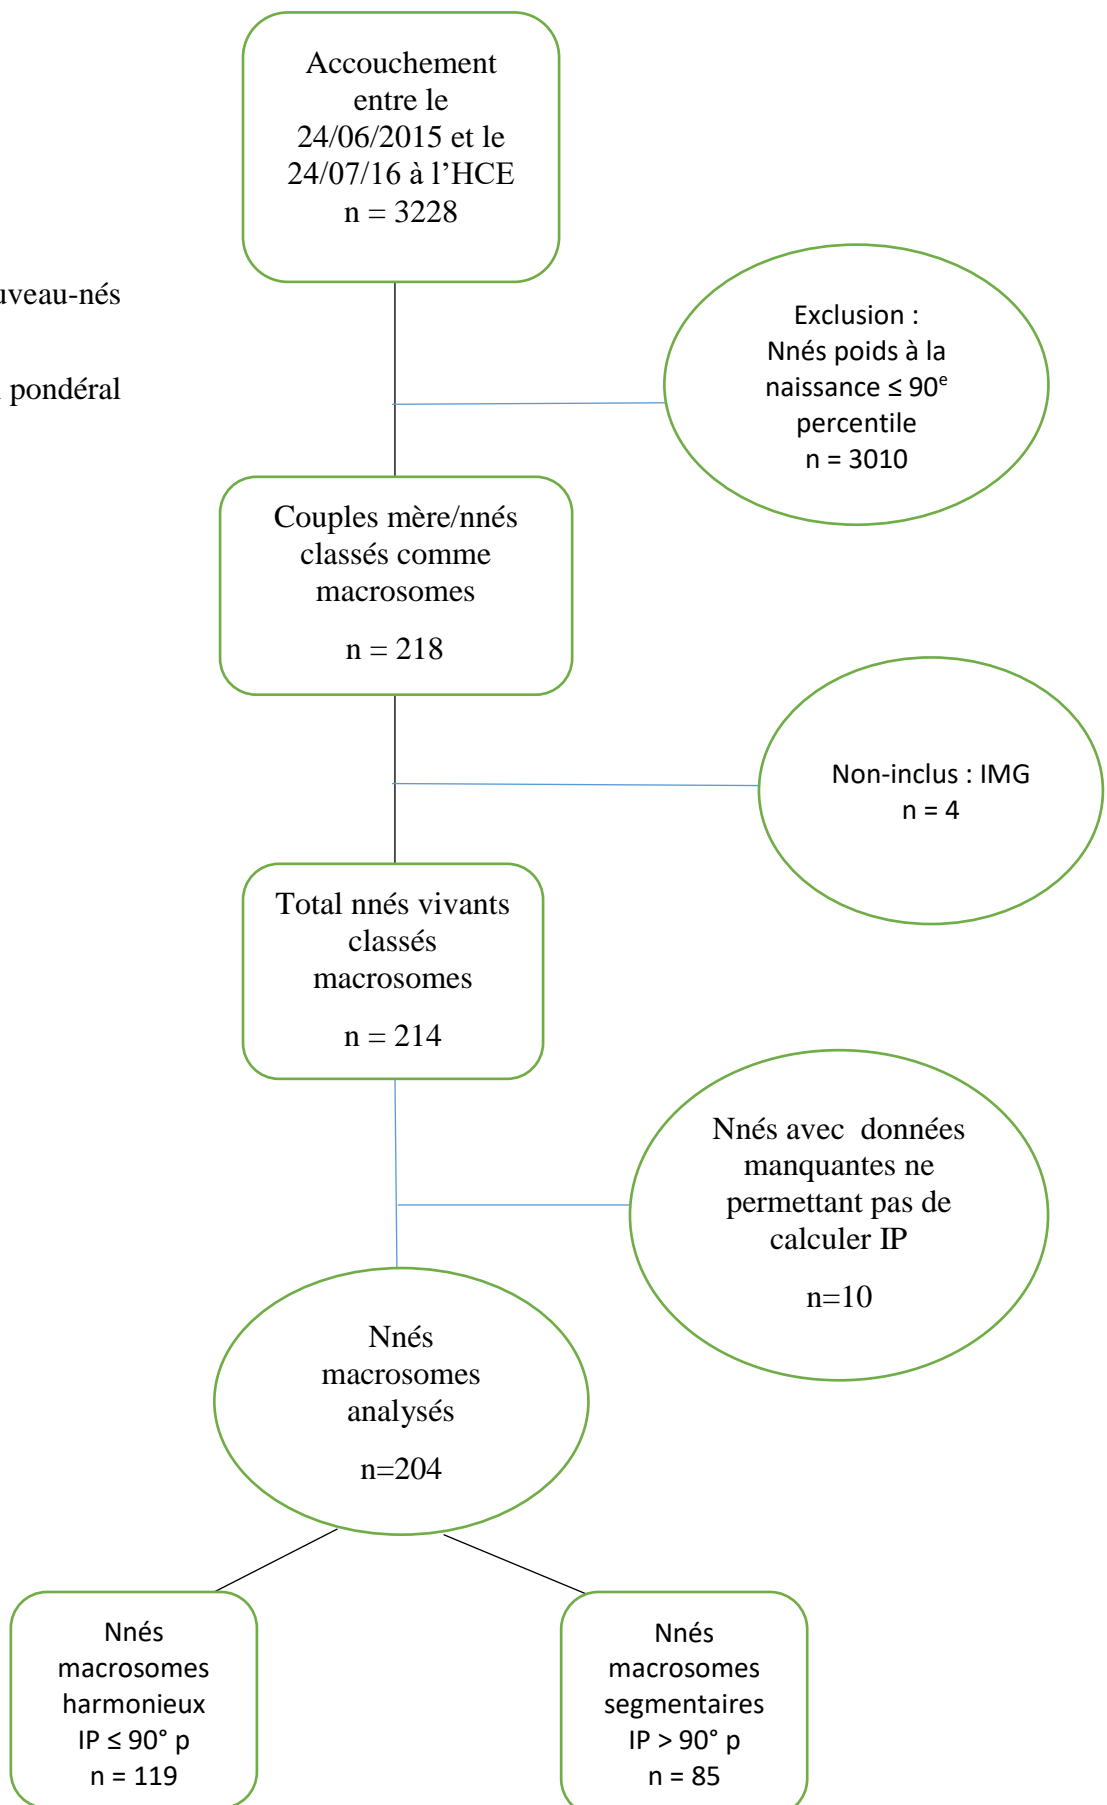 Accouchement
entre le
24/06/2015 et le
24/07/16 à l’HCE
n = 3228
uveau-nés
pondéral
Exclusion :
Nnés poids à la
naissance ≤ 90e
percentile
n = 3010
Couples mère/nnés
classés comme
macrosomes
n = 218
Non-inclus : IMG
n = 4
Total nnés vivants
classés
macrosomes
n = 214
Nnés avec données
manquantes ne
permettant pas de
calculer IP
n=10
Nnés
macrosomes
analysés
n=204
Nnés
macrosomes
harmonieux
IP ≤ 90° p
n = 119
Nnés
macrosomes
segmentaires
IP > 90° p
n = 85